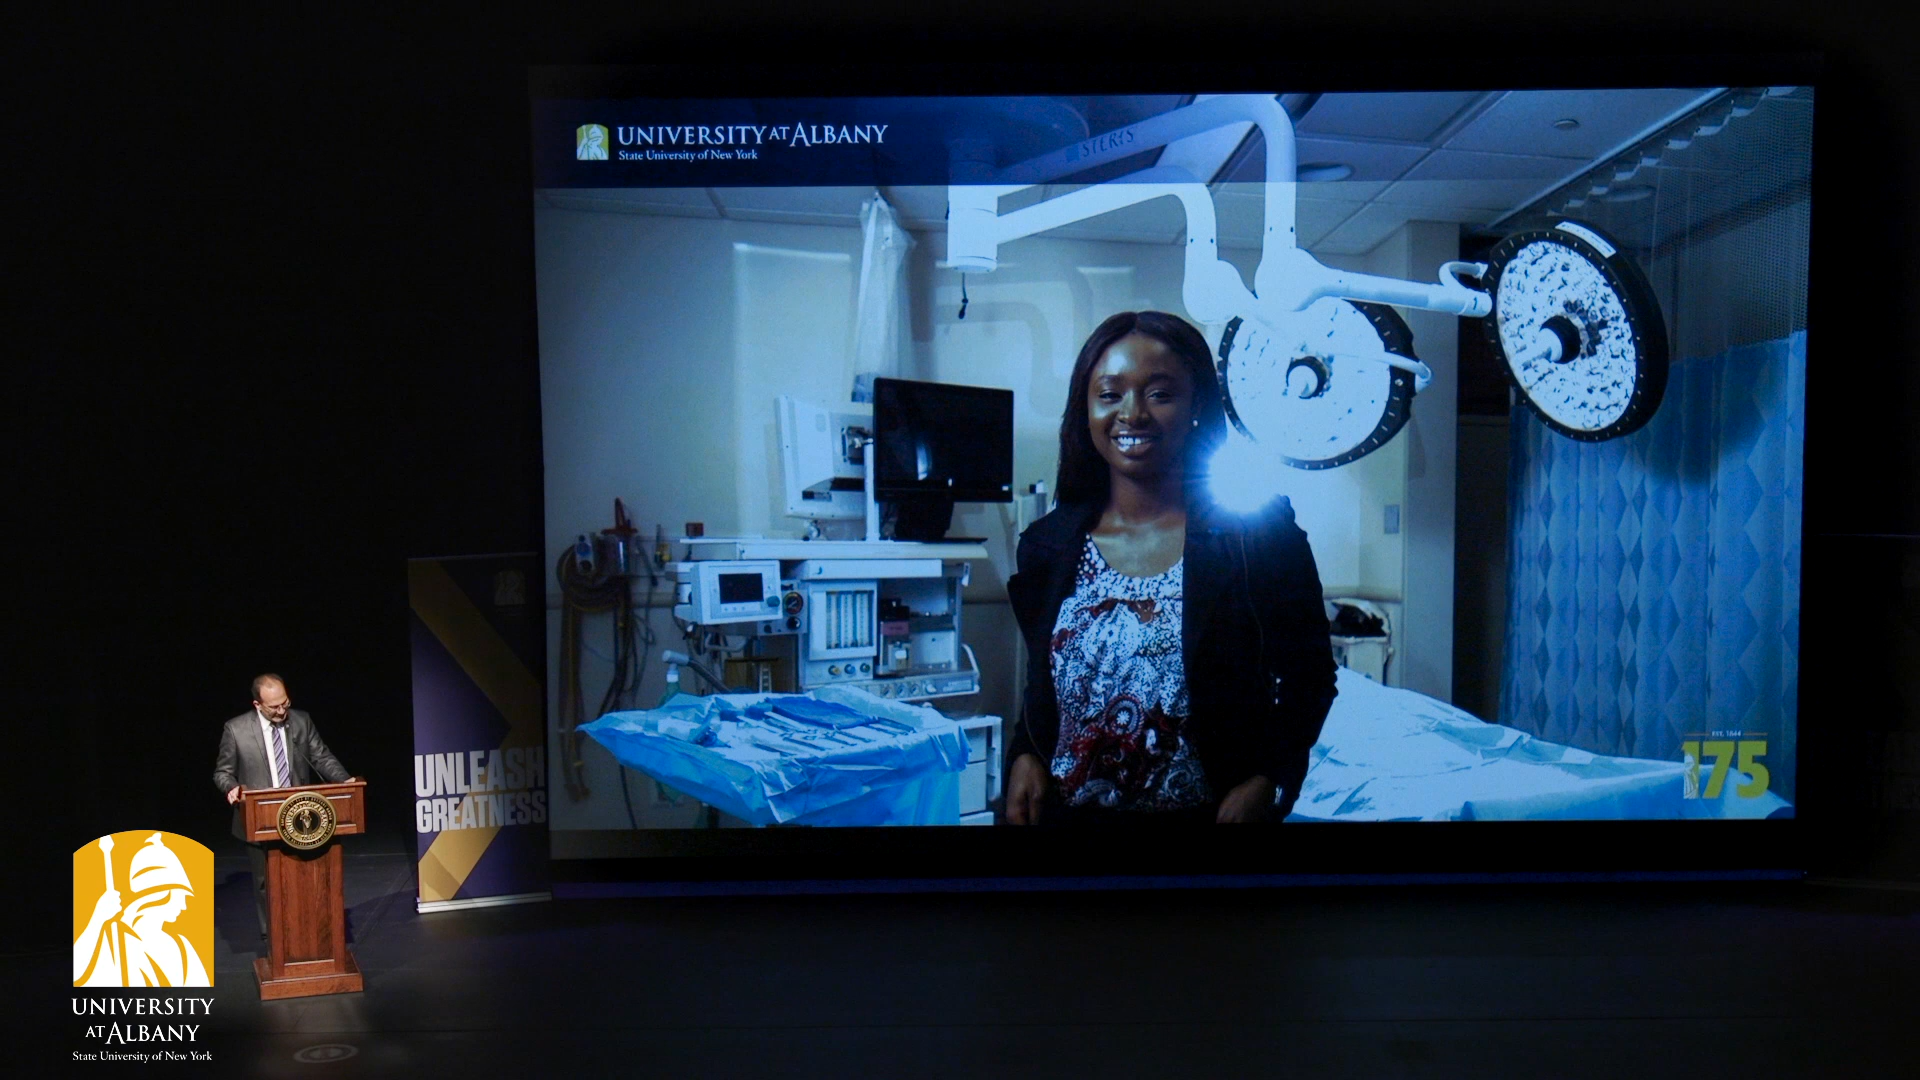 UNIVERSITY AT ALBANY
State University of New York
STERIS
EST. 1844
175
UNLEASH
GREATNESS
UNIVERSITY
AT ALBANY
State University of New York